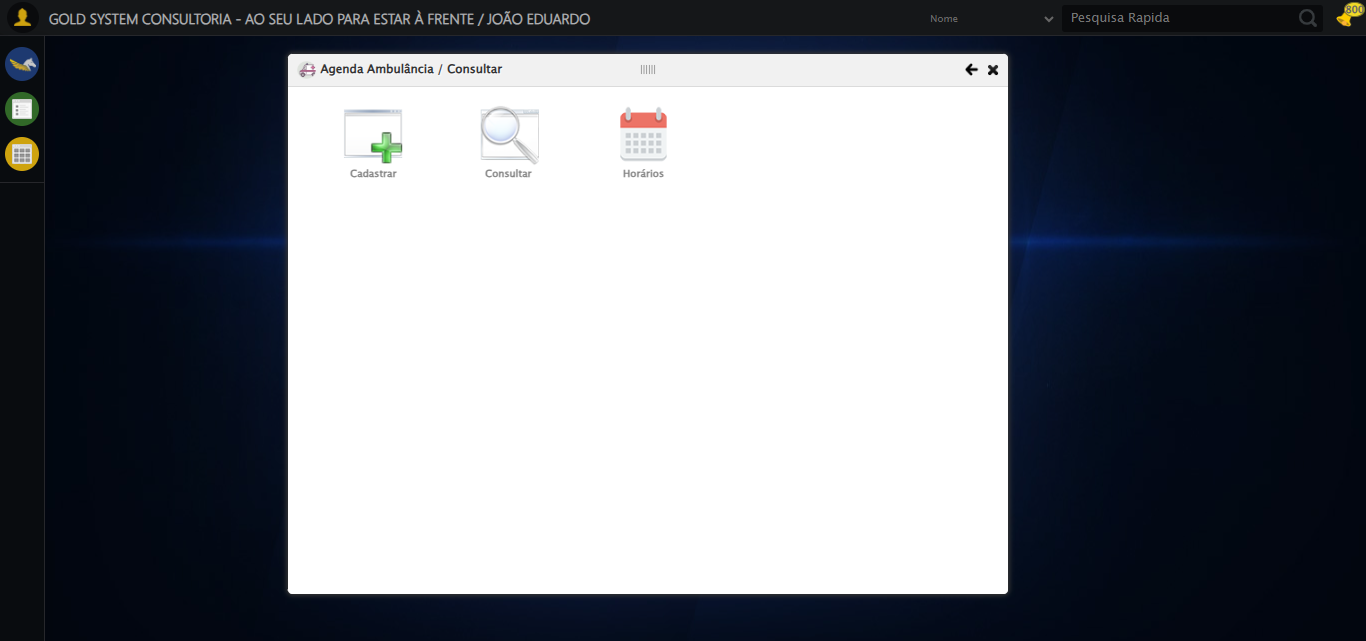 GOLD SYSTEM CONSULTORIA - AO SEU LADO PARA ESTAR À FRENTE / JOÃO EDUARDO
Nome
Pesquisa Rapida
800
Agenda Ambulância / Consultar
Cadastrar
Consultar
Horários